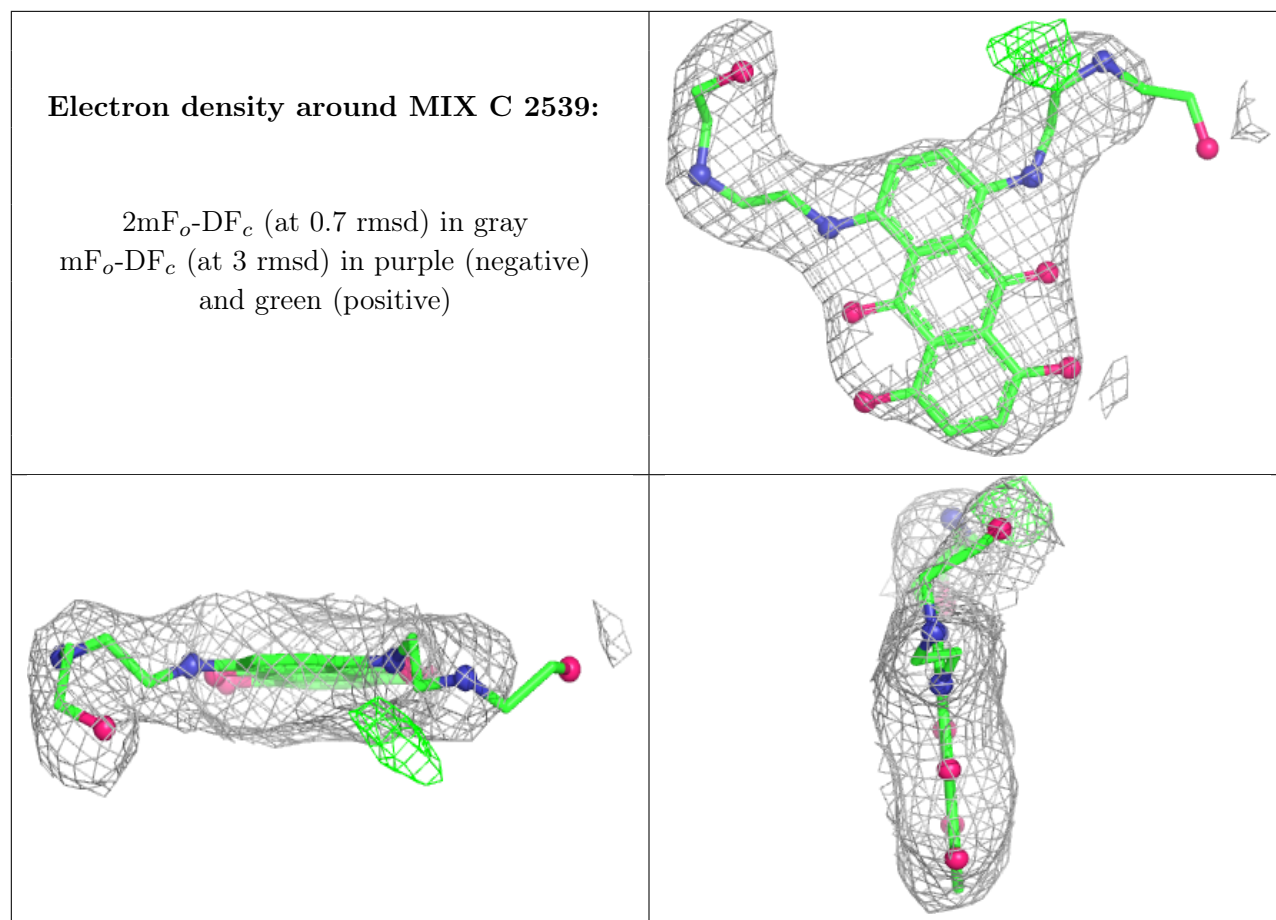 Electron density around MIX C 2539:
2mFo-DFc (at 0.7 rmsd) in gray
mFo-DFc (at 3 rmsd) in purple (negative)
and green (positive)